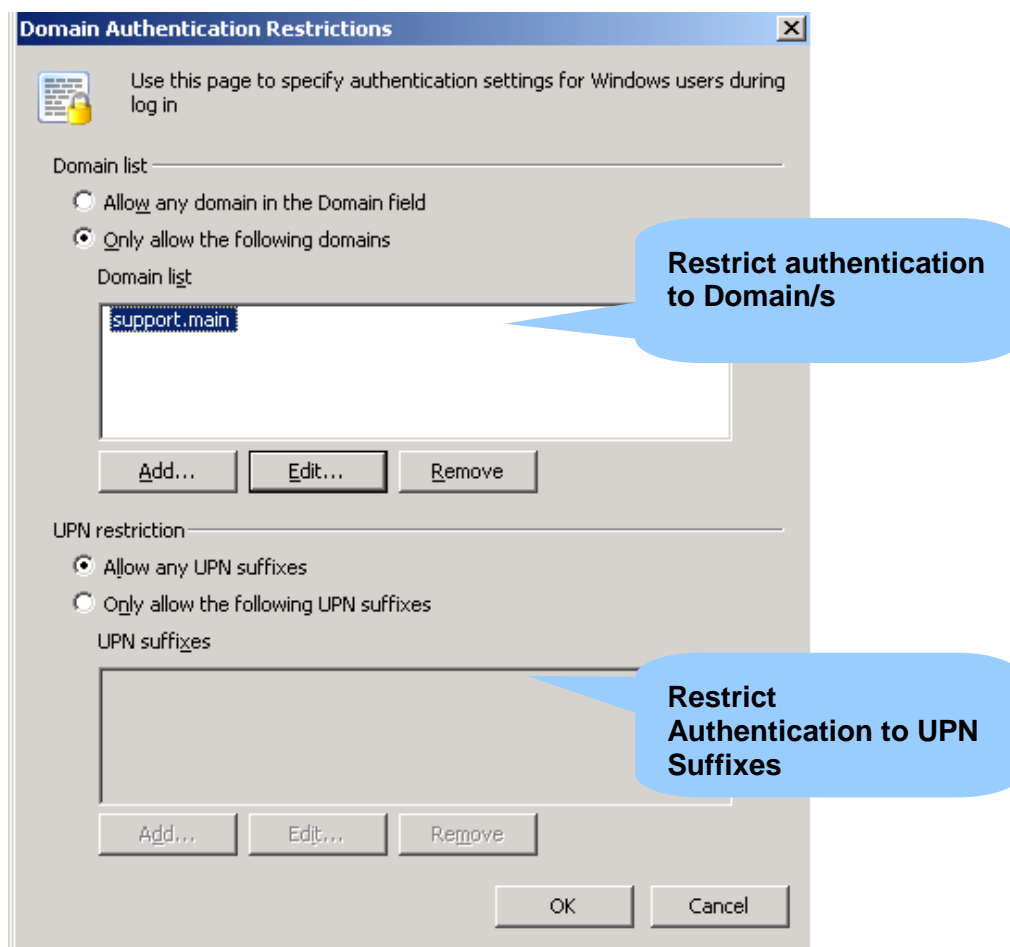 Domain Authentication Restrictions
Use this page to specify authentication settings for Windows users during
log in
Domain list
Allow any domain in the Domain field
Only allow the following domains
Domain list
support.main
Restrict authentication
to Domain/s
Add... Edit... Remove
UPN restriction
Allow any UPN suffixes
Only allow the following UPN suffixes
UPN suffixes
Restrict
Authentication to UPN
Suffixes
Add... Edit... Remove
OK Cancel